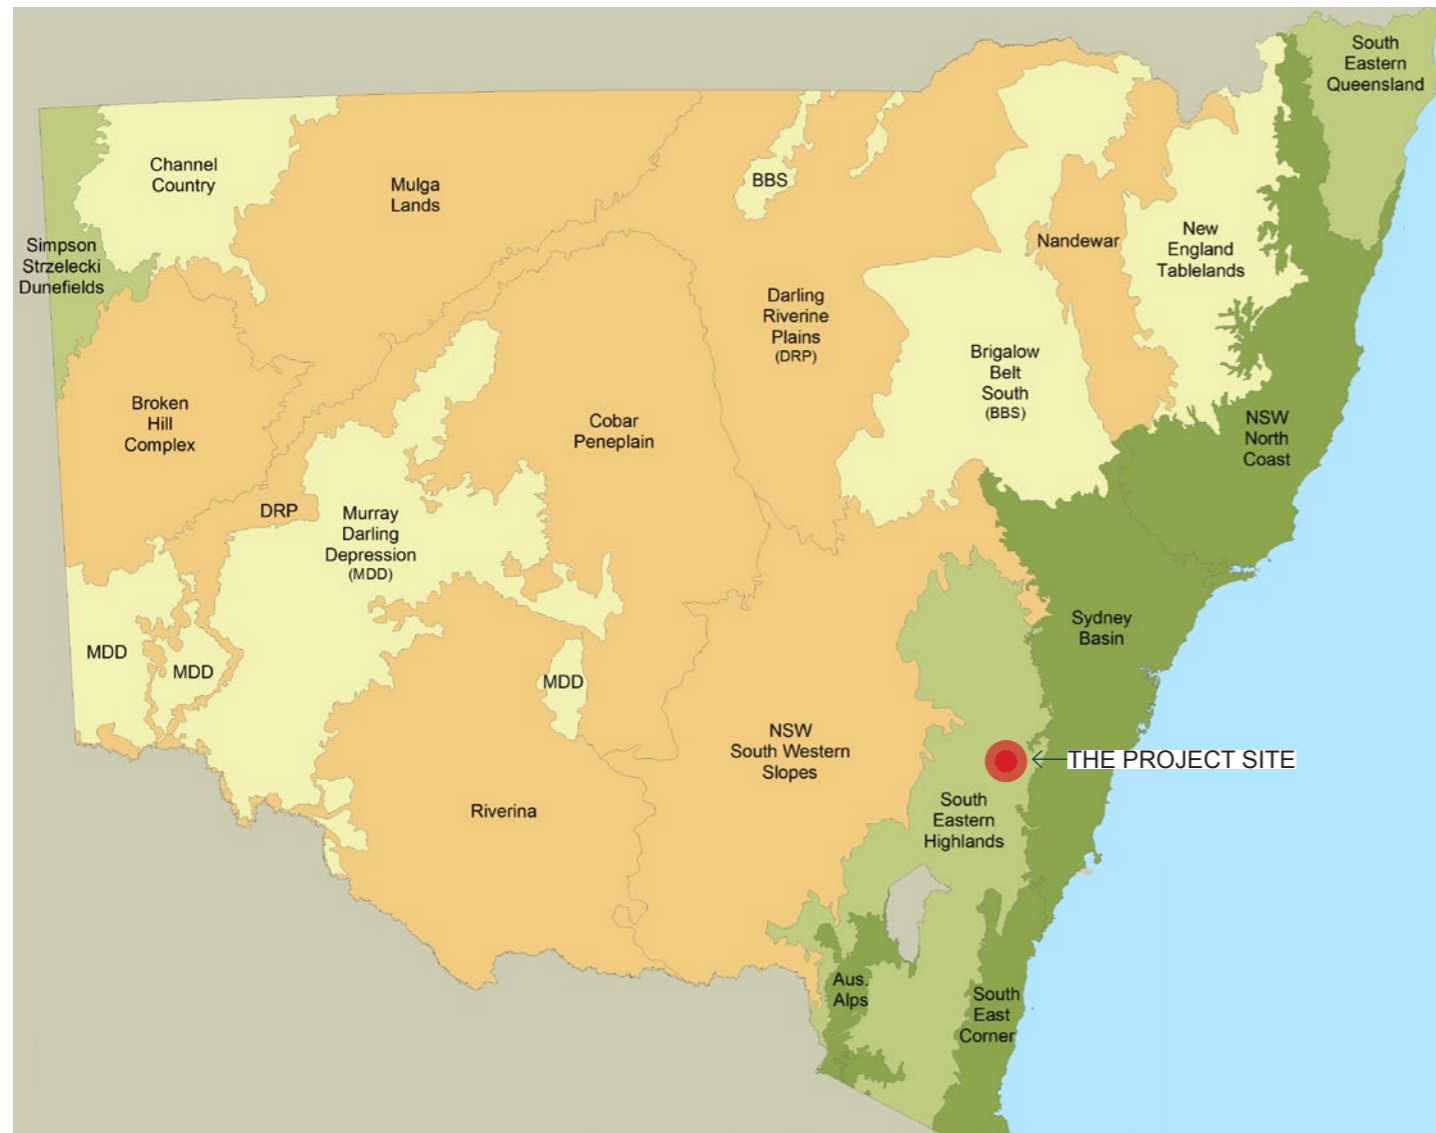 South
Eastern
Queensland
Channel
Country
Mulga
Lands
BBS
Simpson
Strzelecki
Dunefields
Nandewar
New
England
Tablelands
Darling
Riverine
Plains
(DRP)
Brigalow
Belt
South
(BBS)
Broken
Hill
Complex
Cobar
Peneplain
NSW
North
Coast
DRP
Murray
Darling
Depression
(MDD)
Sydney
Basin
MDD
MDD
MDD
NSW
South Western
Slopes
THE PROJECT SITE
Riverina
South
Eastern
Highlands
Aus.
Alps
South
East
Corner